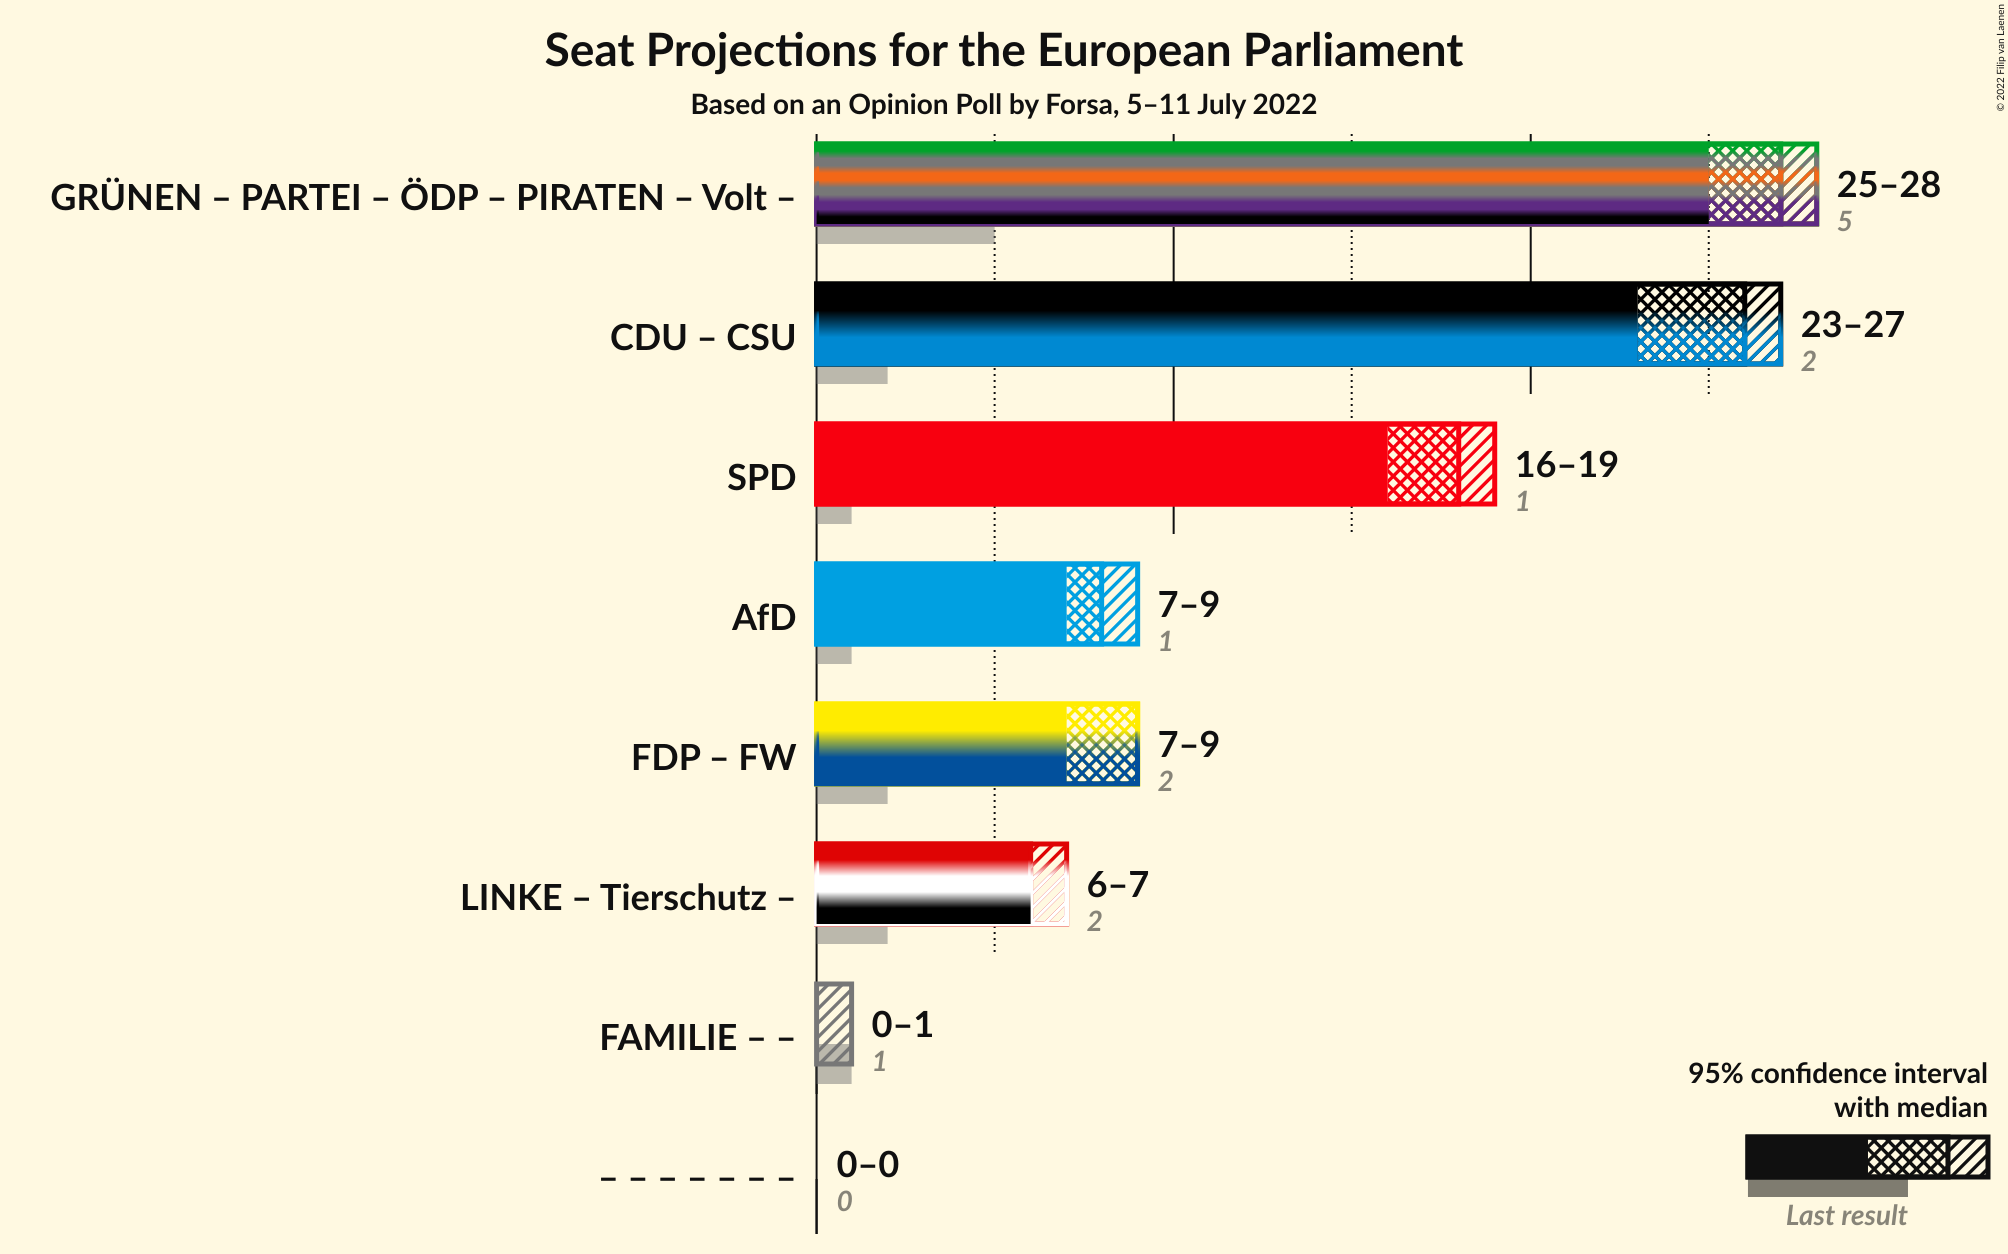 Seat Projections for the European Parliament
Based on an Opinion Poll by Forsa, 5–11 July 2022
© 2022 Filip van Laenen
GRÜNEN – PARTEI – ÖDP – PIRATEN – Volt –
25–28
5
CDU – CSU
23–27
2
SPD
16–19
1
AfD
7–9
1
FDP – FW
7–9
2
LINKE – Tierschutz –
6–7
2
FAMILIE – –
0–1
1
– – – – – – –
0–0
0
95% confidence interval
with median
Last result